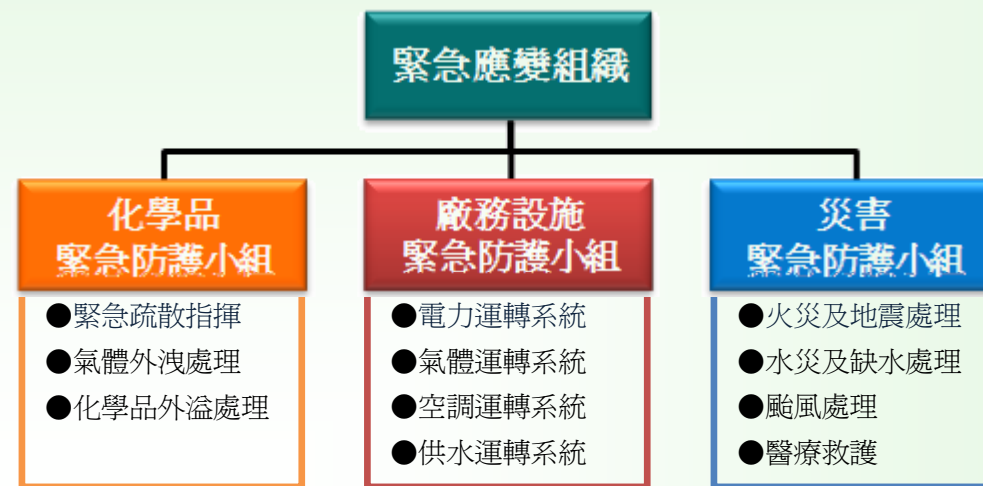 緊急應變組織
化學品
緊急防護小組
●緊急疏散指揮
●氣體外洩處理
●化學品外溢處理
廠務設施
緊急防護小組
●電力運轉系統
●氣體運轉系統
●空調運轉系統
●供水運轉系統
災害
緊急防護小組
●火災及地震處理
●水災及缺水處理
●颱風處理
●醫療救護